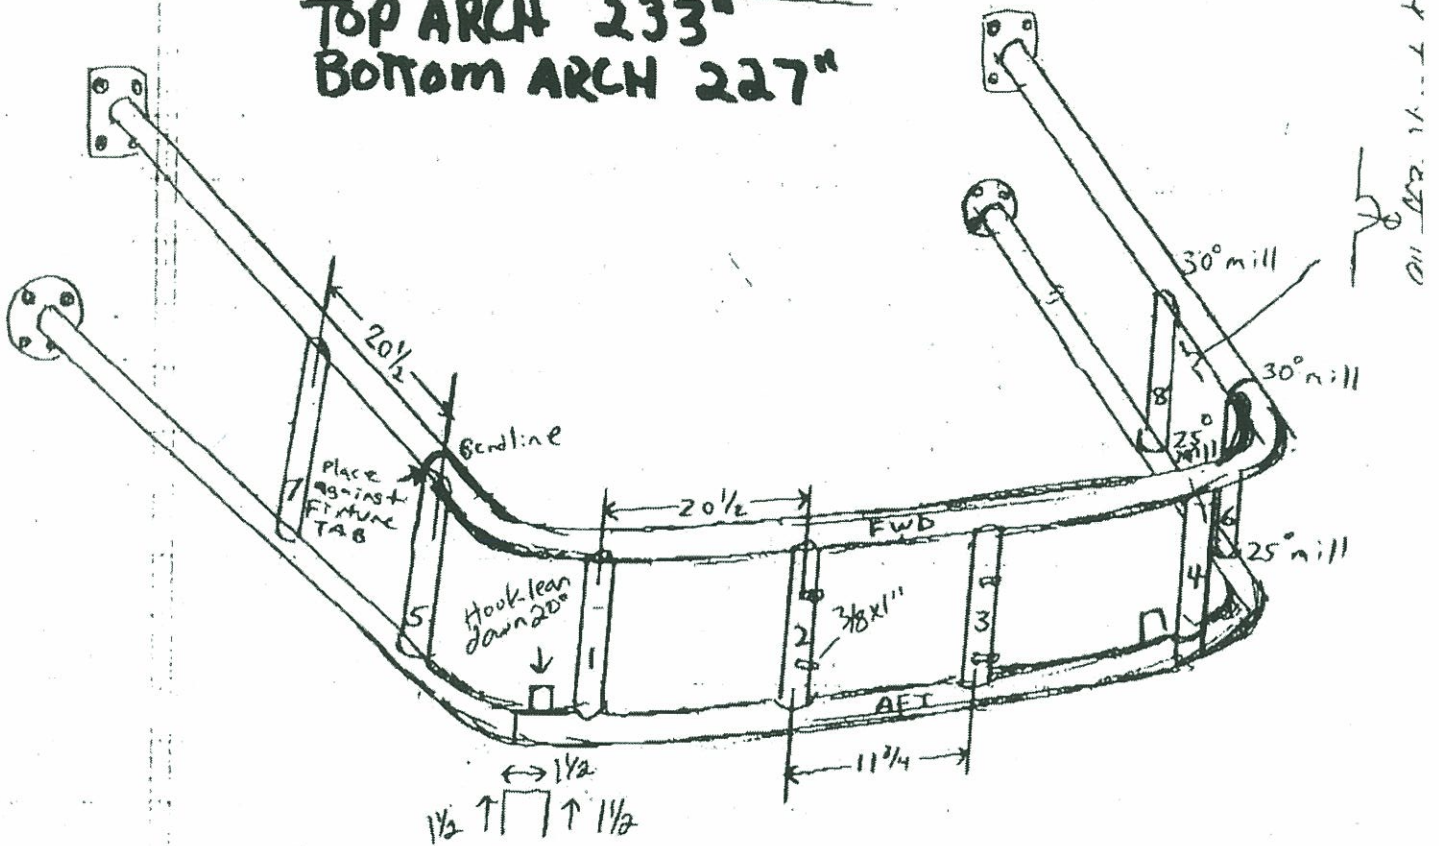 Top ARCH 233"
Bottom ARCH 227"
30° mill
30° mill
20 1/2
Bendline
8
25°
mill
Place
against
Fixture
TAB
7
20 1/2
FWD
6
25° mill
4
5
Hook lean
down 20°
3/8x1"
1
2
3
AFT
11 3/4
1 1/2
1 1/2
1 1/2